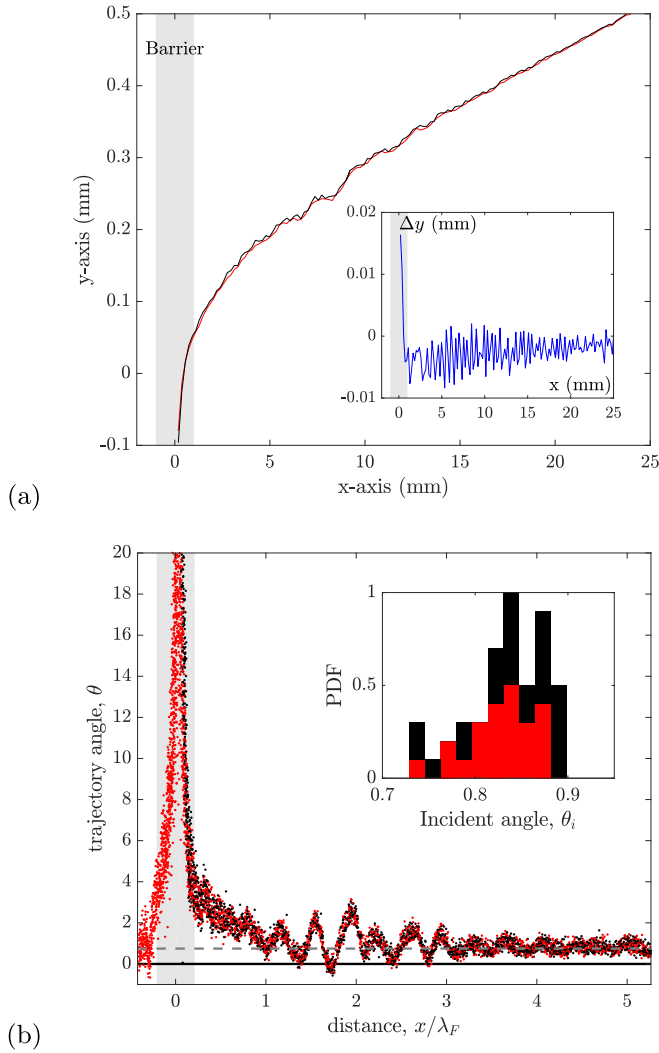 0.5
Barrier
0.4
0.3
0.2
0.1
0
-0.1
y-axis (mm)
0.02
Δy (mm)
0.01
0
-0.01
x (mm)
0 5 10 15 20 25
0 5 10 15 20 25
x-axis (mm)
(a)
20
18
16
14
12
10
8
6
4
2
0
trajectory angle, θ
1
0.5
0
PDF
0.7 0.8 0.9
Incident angle, θi
0 1 2 3 4 5
distance, x/λF
(b)